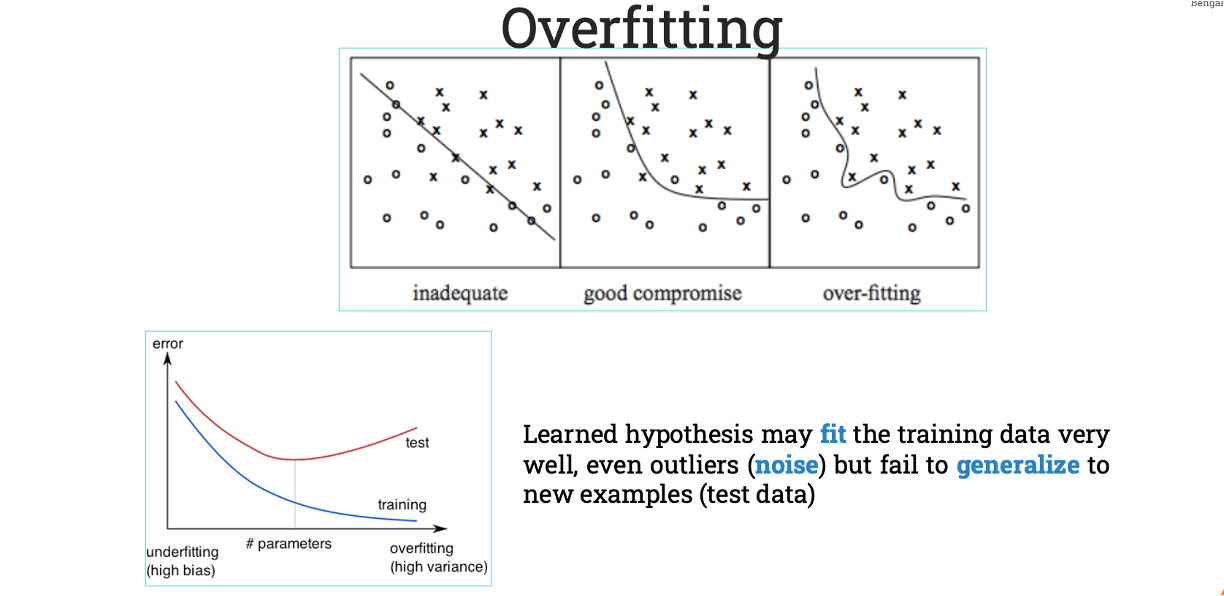 Overfitting
inadequate
good compromise
over-fitting
error
test
training
# parameters
underfitting
(high bias)
overfitting
(high variance)
Learned hypothesis may fit the training data very
well, even outliers (noise) but fail to generalize to
new examples (test data)